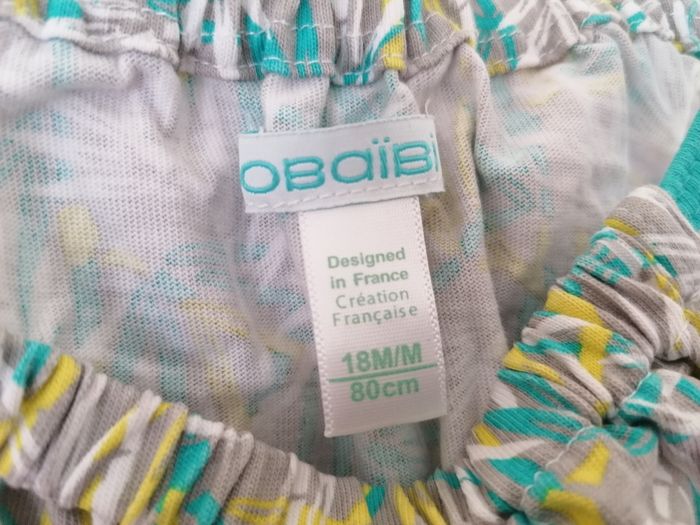 OBaïBi
Designed
in France
Création
Française
18M/M
80cm